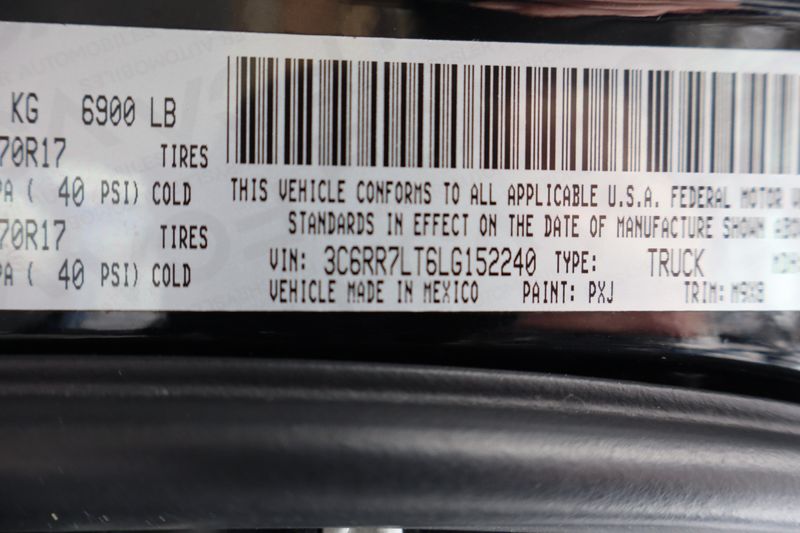 KG 6900 LB
70R17 TIRES
PA ( 40 PSI) COLD
70R17 TIRES
PA ( 40 PSI) COLD
THIS VEHICLE CONFORMS TO ALL APPLICABLE U.S.A. FEDERAL MOTOR
STANDARDS IN EFFECT ON THE DATE OF MANUFACTURE SHOWN ABO
VIN: 3C6RR7LT6LG152240 TYPE: TRUCK
VEHICLE MADE IN MEXICO PAINT: PXJ TRIM: M9X8